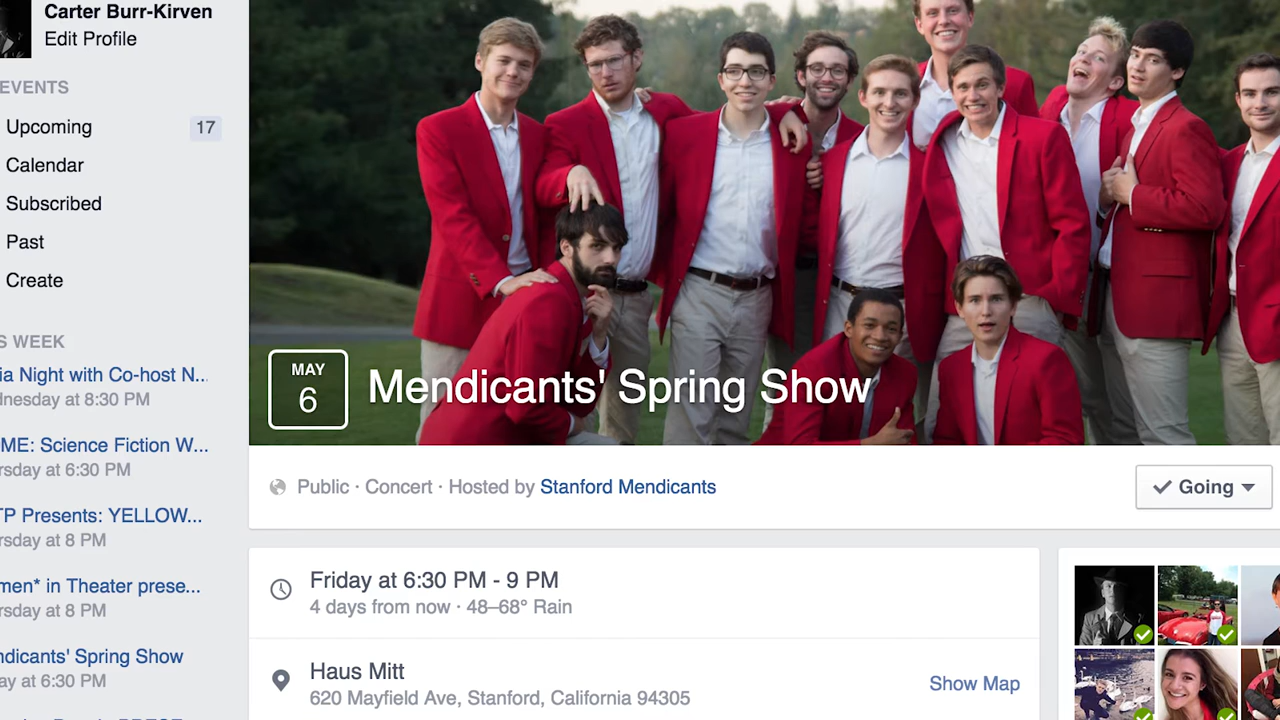 Carter Burr-Kirven
Edit Profile
EVENTS
Upcoming 17
Calendar
Subscribed
Past
Create
S WEEK
ia Night with Co-host N...
dnesday at 8:30 PM
ME: Science Fiction W...
rsday at 6:30 PM
TP Presents: YELLOW...
rsday at 8 PM
men* in Theater prese...
rsday at 8 PM
ndicants' Spring Show
ay at 6:30 PM
MAY
6
Mendicants' Spring Show
Public · Concert · Hosted by Stanford Mendicants
Going
Friday at 6:30 PM - 9 PM
4 days from now · 48–68° Rain
Haus Mitt
620 Mayfield Ave, Stanford, California 94305
Show Map